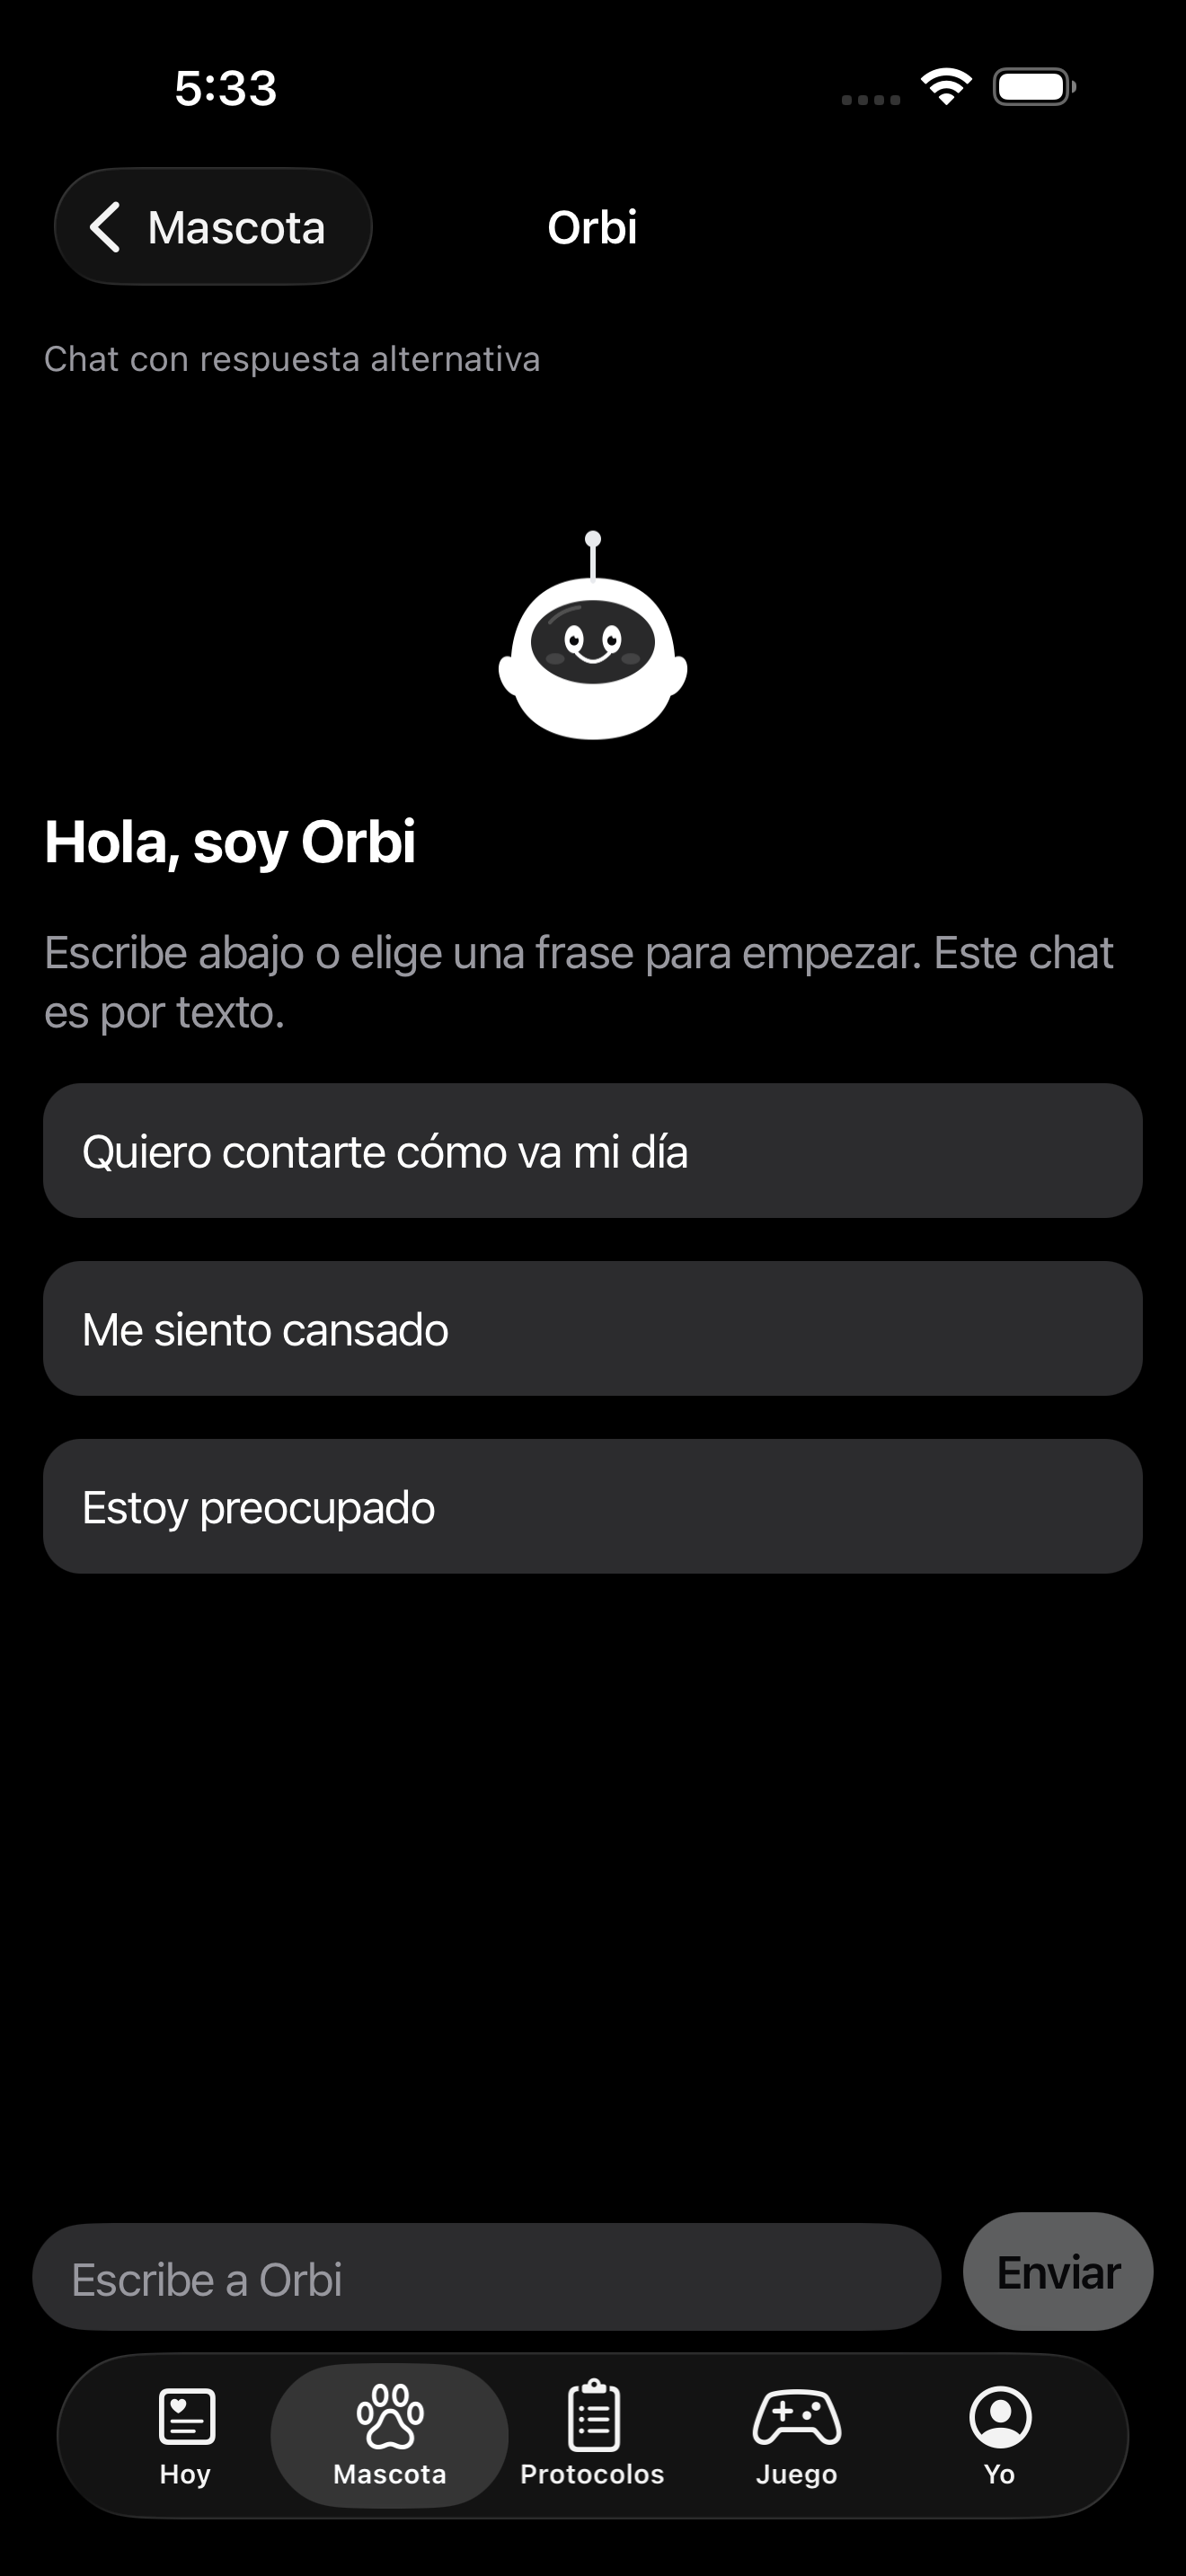 5:33
Mascota
Orbi
Chat con respuesta alternativa
Hola, soy Orbi
Escribe abajo o elige una frase para empezar. Este chat
es por texto.
Quiero contarte cómo va mi día
Me siento cansado
Estoy preocupado
Escribe a Orbi
Enviar
Hoy
Mascota
Protocolos
Juego
Yo